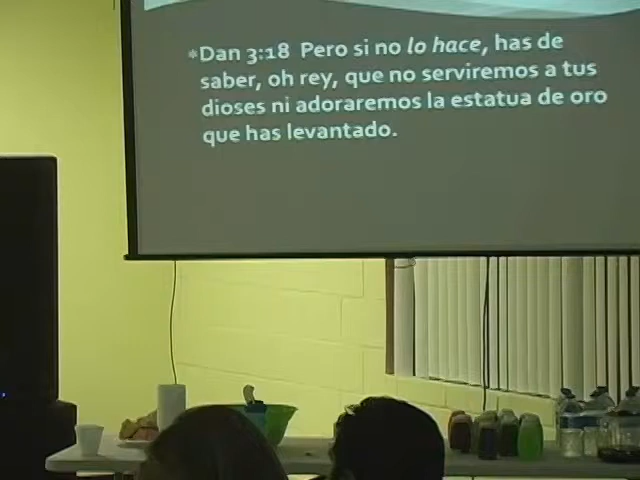 *Dan 3:18 Pero si no lo hace, has de
saber, oh rey, que no serviremos a tus
dioses ni adoraremos la estatua de oro
que has levantado.